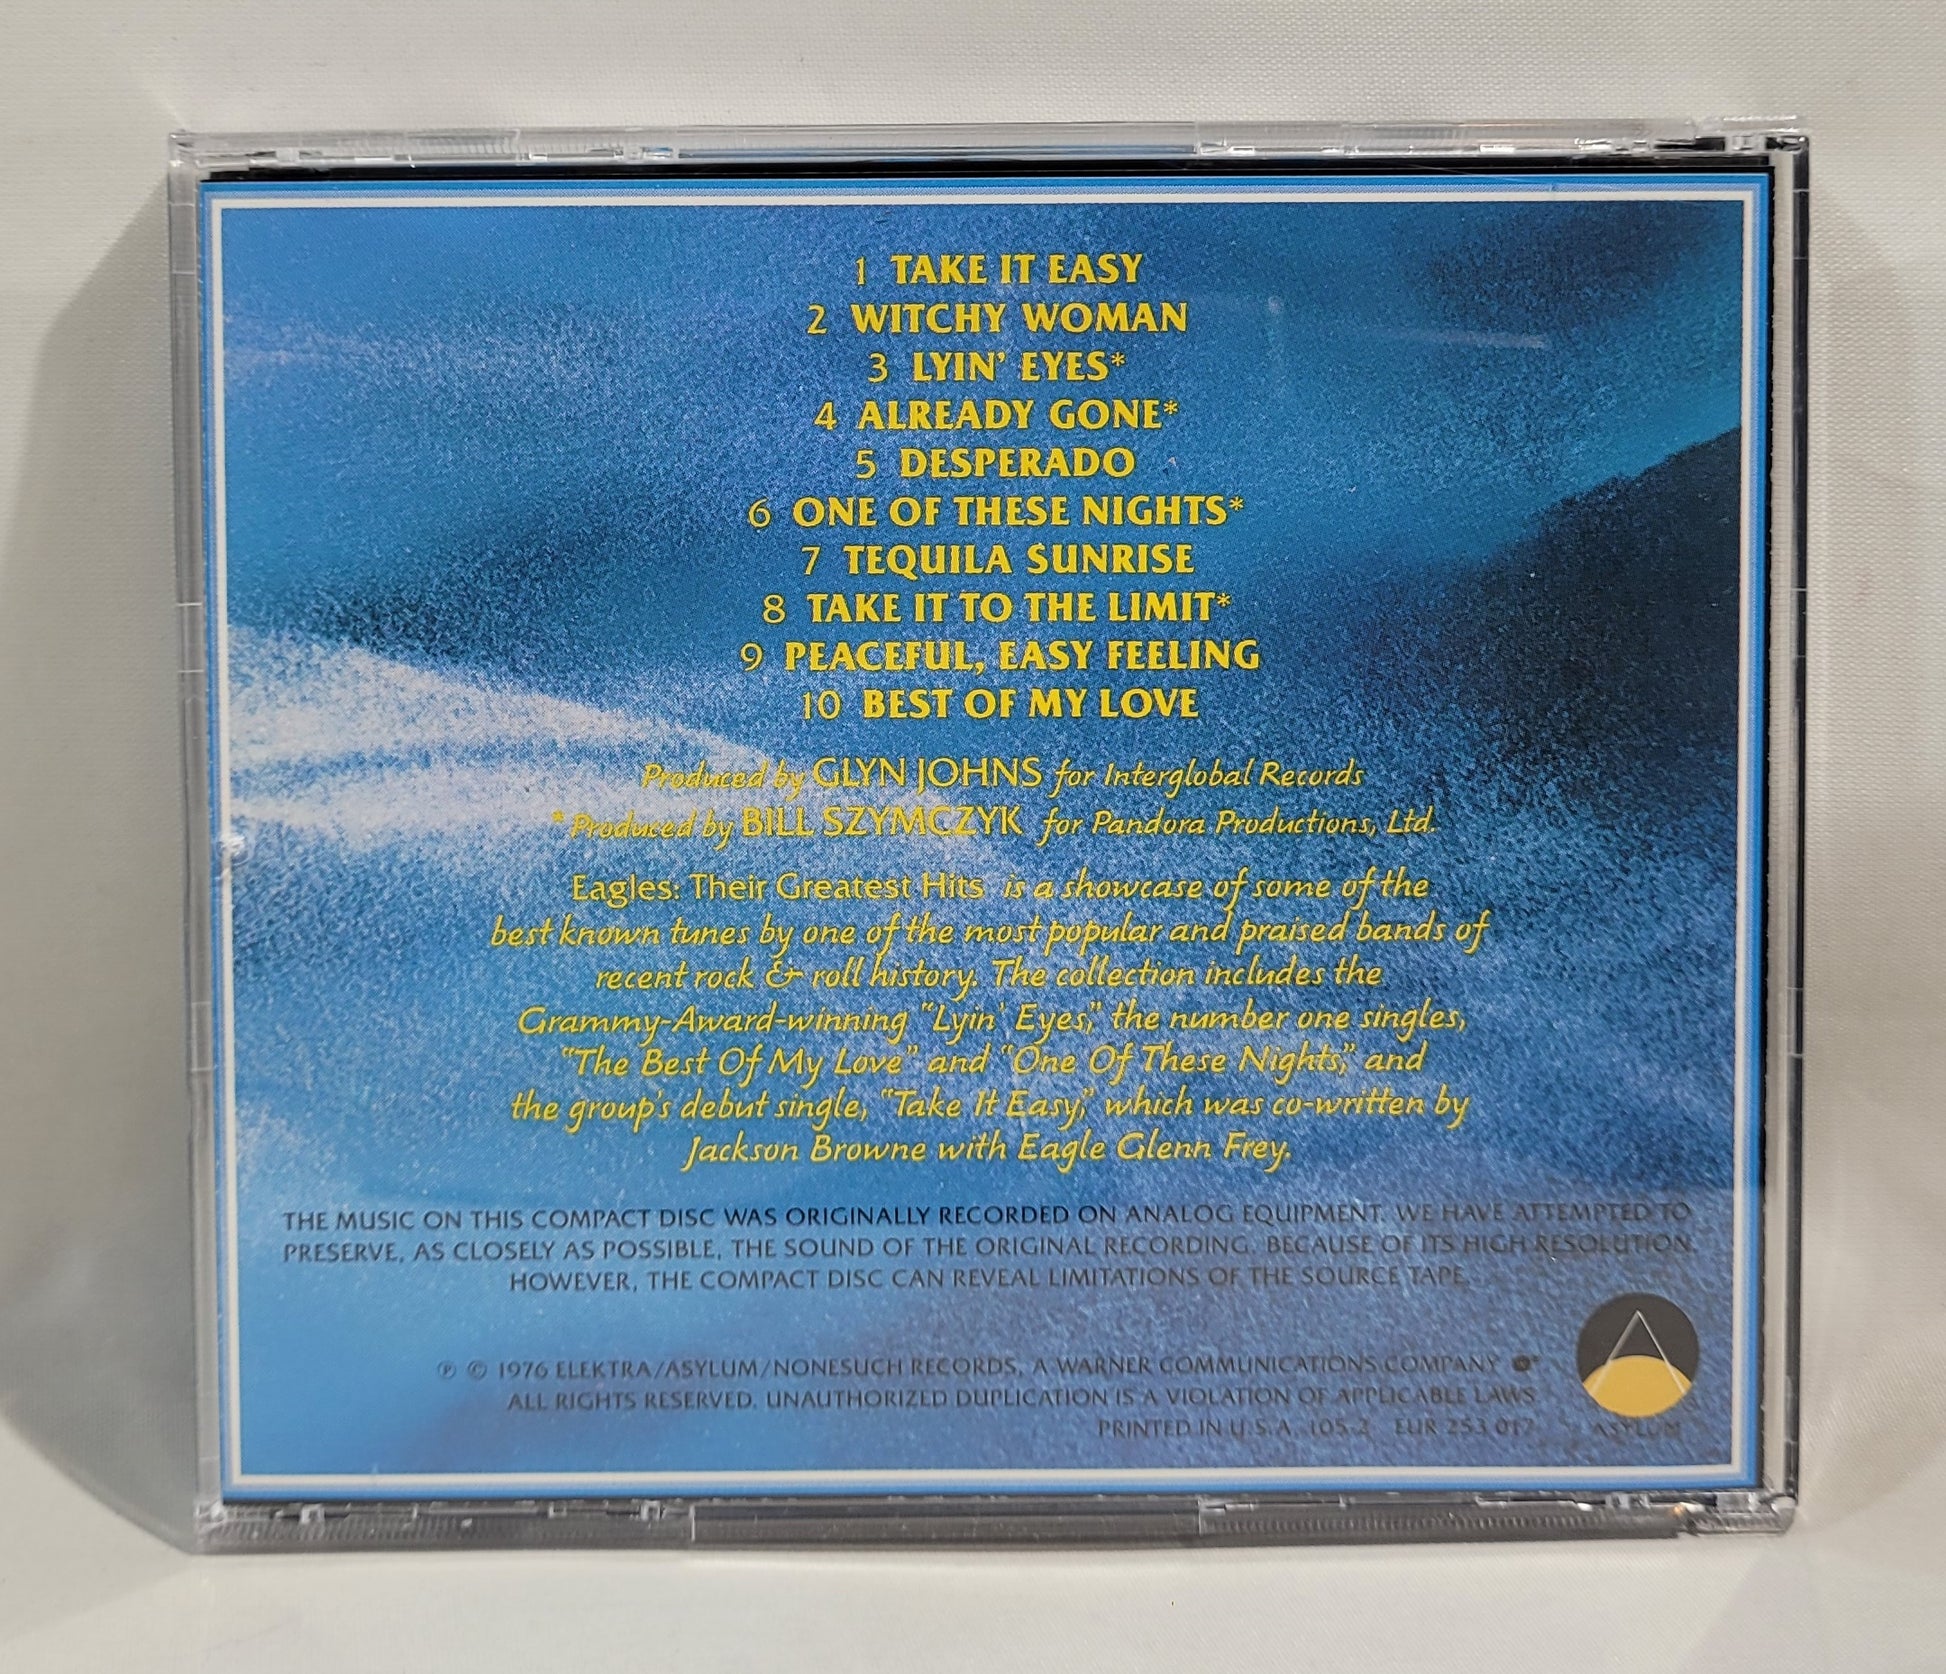 1 TAKE IT EASY
2 WITCHY WOMAN
3 LYIN' EYES*
4 ALREADY GONE*
5 DESPERADO
6 ONE OF THESE NIGHTS*
7 TEQUILA SUNRISE
8 TAKE IT TO THE LIMIT*
9 PEACEFUL, EASY FEELING
10 BEST OF MY LOVE
Produced by GLYN JOHNS for Interglobal Records
* Produced by BILL SZYMCZYK for Pandora Productions, Ltd.
Eagles: Their Greatest Hits is a showcase of some of the
best known tunes by one of the most popular and praised bands of
recent rock & roll history. The collection includes the
Grammy-Award-winning "Lyin' Eyes," the number one singles,
"The Best Of My Love" and "One Of These Nights," and
the group's debut single, "Take It Easy," which was co-written by
Jackson Browne with Eagle Glenn Frey.
THE MUSIC ON THIS COMPACT DISC WAS ORIGINALLY RECORDED ON ANALOG EQUIPMENT. WE HAVE ATTEMPTED TO
PRESERVE, AS CLOSELY AS POSSIBLE, THE SOUND OF THE ORIGINAL RECORDING. BECAUSE OF ITS HIGH RESOLUTION,
HOWEVER, THE COMPACT DISC CAN REVEAL LIMITATIONS OF THE SOURCE TAPE.
℗ © 1976 ELEKTRA/ASYLUM/NONESUCH RECORDS, A WARNER COMMUNICATIONS COMPANY
ALL RIGHTS RESERVED. UNAUTHORIZED DUPLICATION IS A VIOLATION OF APPLICABLE LAWS
PRINTED IN U.S.A. 105-2 EUR 253 017
ASYLUM